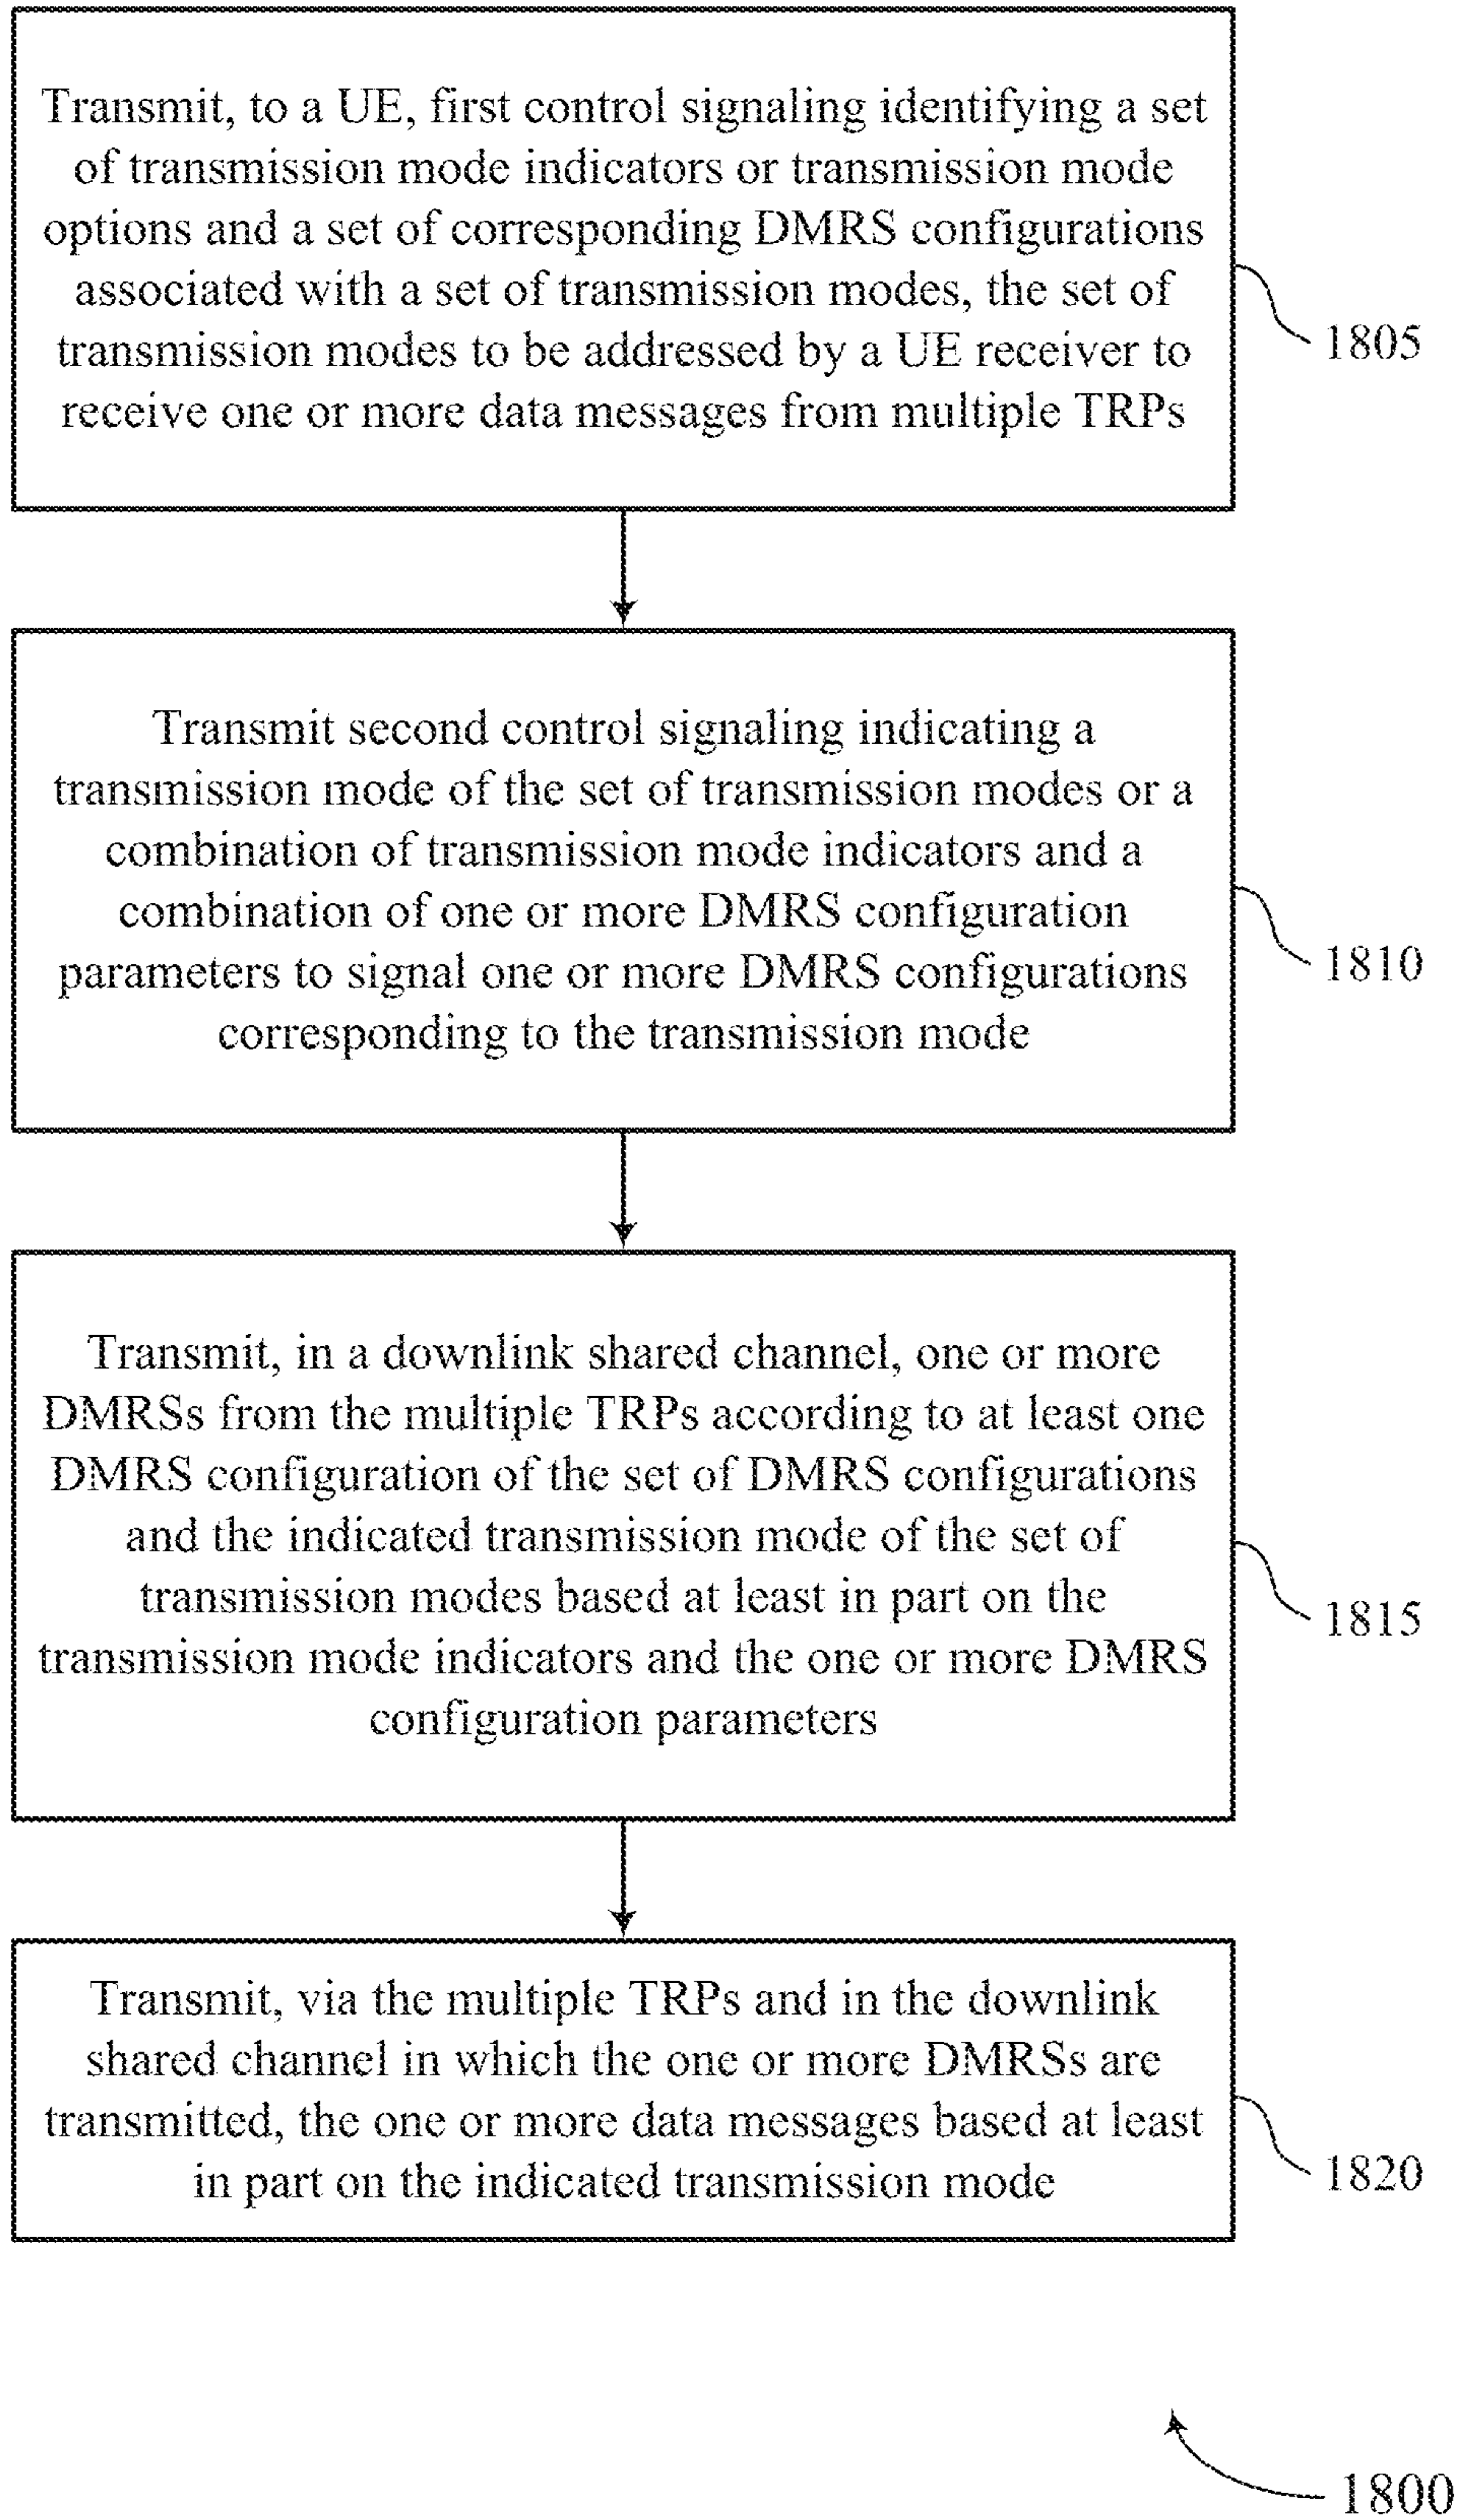 Transmit, to a UE, first control signaling identifying a set
of transmission mode indicators or transmission mode
options and a set of corresponding DMRS configurations
associated with a set of transmission modes, the set of
transmission modes to be addressed by a UE receiver to
receive one or more data messages from multiple TRPs
1805
Transmit second control signaling indicating a
transmission mode of the set of transmission modes or a
combination of transmission mode indicators and a
combination of one or more DMRS configuration
parameters to signal one or more DMRS configurations
corresponding to the transmission mode
1810
Transmit, in a downlink shared channel, one or more
DMRSs from the multiple TRPs according to at least one
DMRS configuration of the set of DMRS configurations
and the indicated transmission mode of the set of
transmission modes based at least in part on the
transmission mode indicators and the one or more DMRS
configuration parameters
1815
Transmit, via the multiple TRPs and in the downlink
shared channel in which the one or more DMRSs are
transmitted, the one or more data messages based at least
in part on the indicated transmission mode
1820
1800